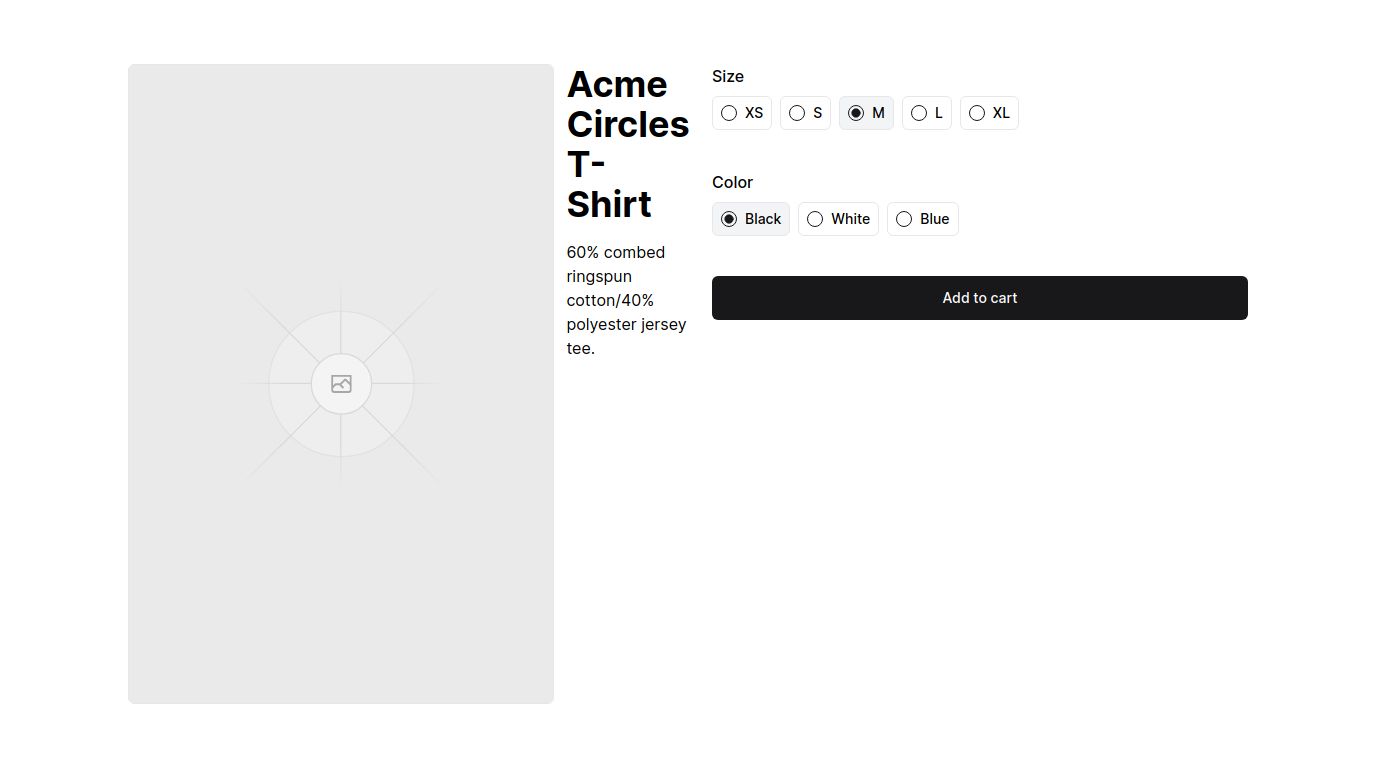 Acme
Circles
T-
Shirt
60% combed
ringspun
cotton/40%
polyester jersey
tee.
Size
XS S M L XL
Color
Black White Blue
Add to cart